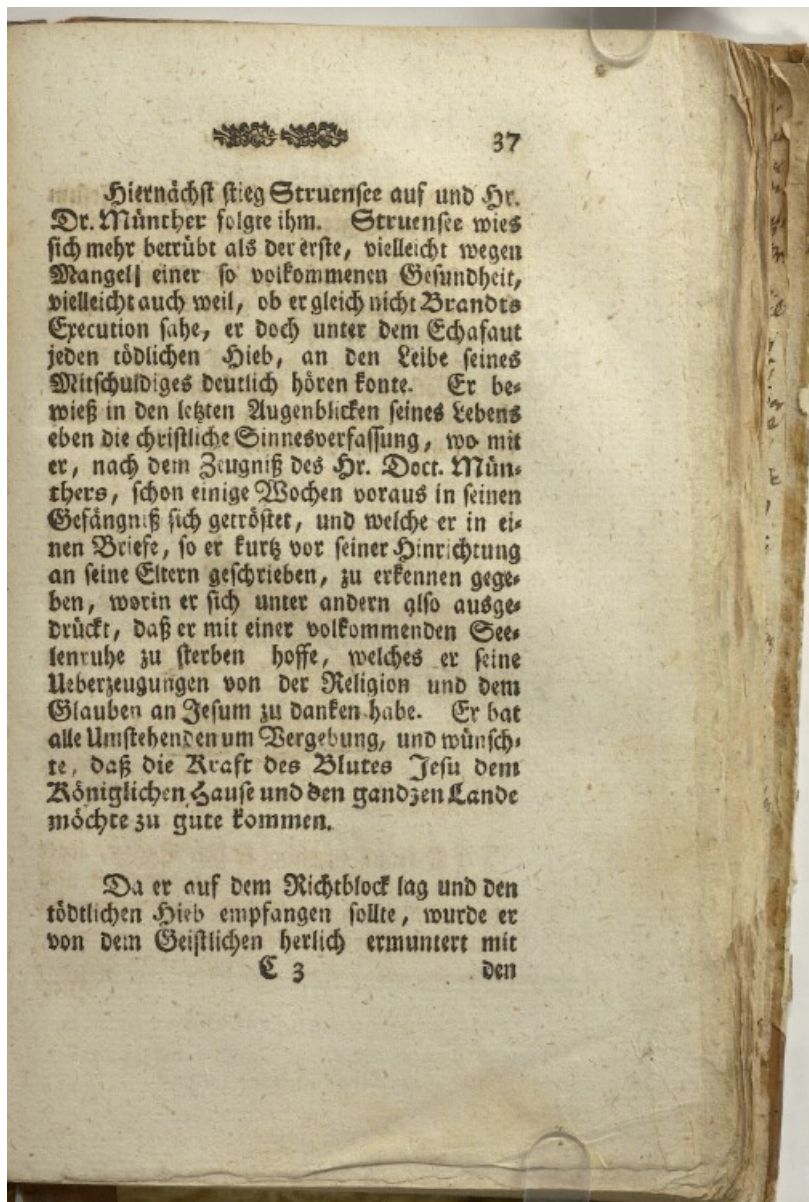 37
Hiernächst stieg Struensee auf und Hr.
Dr. Münther folgte ihm. Struensee wies
sich mehr betrübt als der erste, vielleicht wegen
Mangel einer so volkommenen Gesundheit,
vielleicht auch weil, ob er gleich nicht Brandts
Execution sahe, er doch unter dem Echafaut
jeden tödlichen Hieb, an den Leibe seines
Mitschuldiges deutlich hören konte. Er be-
wieß in den letzten Augenblicken seines Lebens
eben die christliche Sinnesverfassung, wo mit
er, nach dem Zeugniß des Hr. Doct. Mün-
thers, schon einige Wochen voraus in seinen
Gefängniß sich getröstet, und welche er in ei-
nen Briefe, so er kurtz vor seiner Hinrichtung
an seine Eltern geschrieben, zu erkennen gege-
ben, worin er sich unter andern also ausge-
drückt, daß er mit einer volkommenden See-
lenruhe zu sterben hoffe, welches er seine
Ueberzeugungen von der Religion und dem
Glauben an Jesum zu danken habe. Er bat
alle Umstehenden um Vergebung, und wünsch-
te, daß die Kraft des Blutes Jesu dem
Königlichen Hause und den gandzen Lande
möchte zu gute kommen.
Da er auf dem Richtblock lag und den
tödtlichen Hieb empfangen sollte, wurde er
von dem Geistlichen herlich ermuntert mit
C 3 den